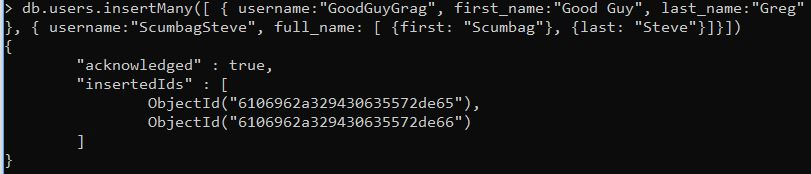 > db.users.insertMany([ { username:"GoodGuyGrag", first_name:"Good Guy", last_name:"Greg"
}, { username:"ScumbagSteve", full_name: [ {first: "Scumbag"}, {last: "Steve"}]}])
{
        "acknowledged" : true,
        "insertedIds" : [
                ObjectId("6106962a329430635572de65"),
                ObjectId("6106962a329430635572de66")
        ]
}